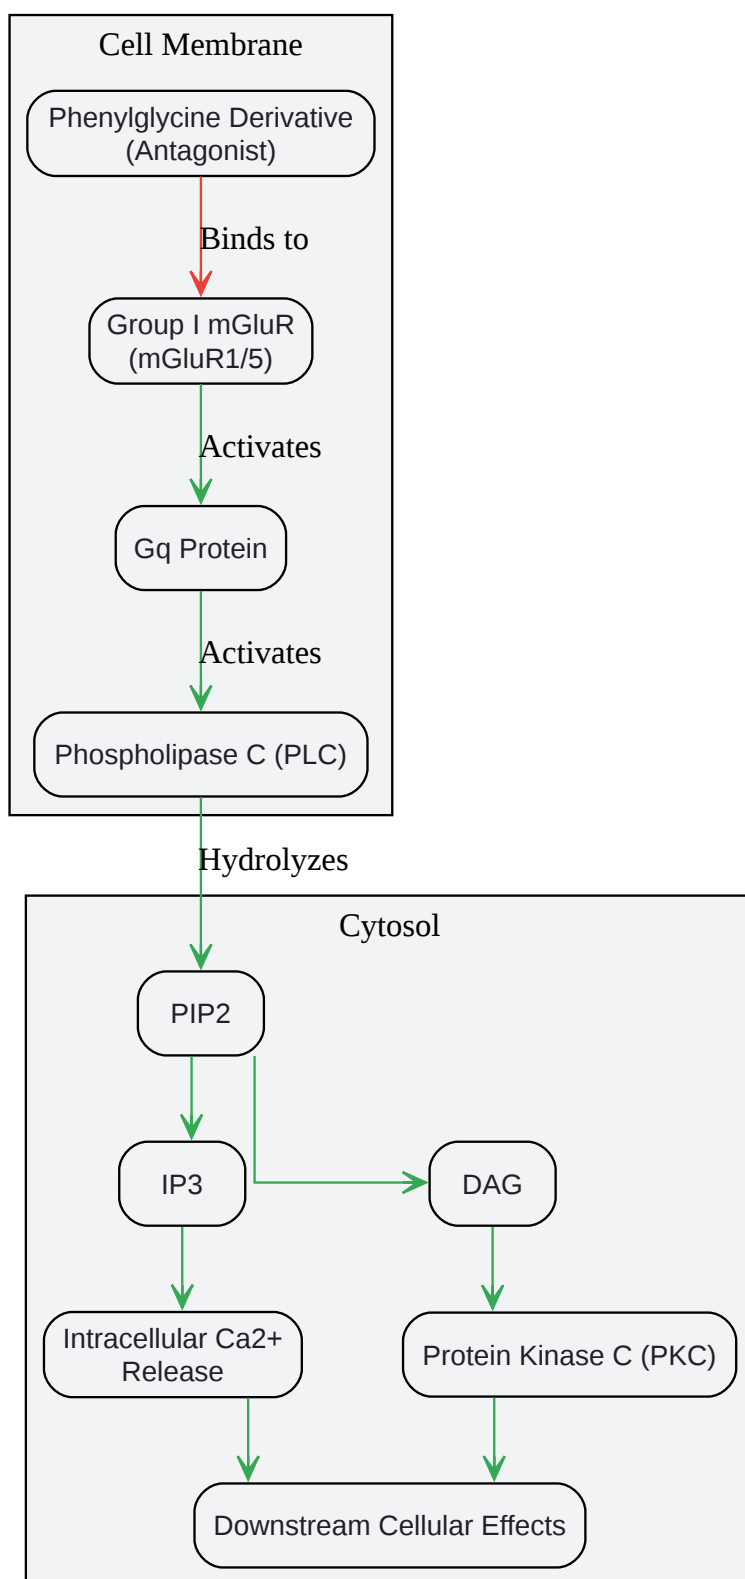 Cell Membrane
Phenylglycine Derivative
(Antagonist)
Binds to
Group I mGluR
(mGluR1/5)
Activates
Gq Protein
Activates
Phospholipase C (PLC)
Hydrolyzes
Cytosol
PIP2
IP3
DAG
Intracellular Ca2+
Release
Protein Kinase C (PKC)
Downstream Cellular Effects